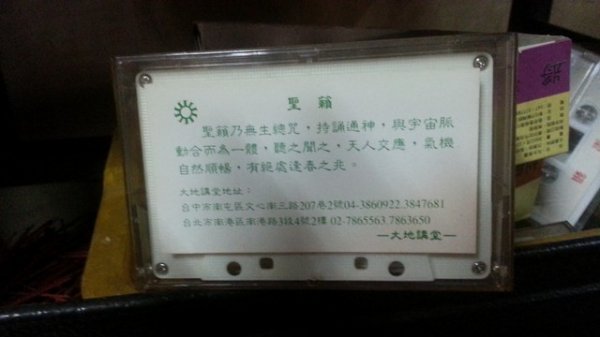 聖籟
聖籟乃無生總咒，持誦通神，與宇宙脈
動合而為一體，聽之聞之，天人交應，氣機
自然順暢，有絕處逢春之兆。
大地講堂地址：
台中市南屯區文心南三路207巷2號04-3860922.3847681
台北市南港區南港路3段4號2樓 02-7865563.7863650
—大地講堂—